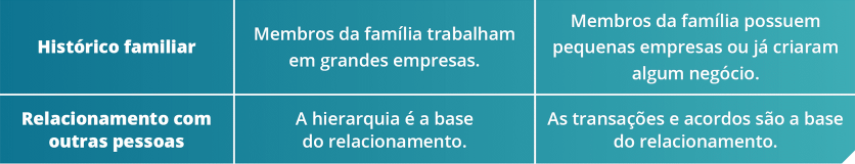 Histórico familiar
Membros da família trabalham
em grandes empresas.
Membros da família possuem
pequenas empresas ou já criaram
algum negócio.
Relacionamento com
outras pessoas
A hierarquia é a base
do relacionamento.
As transações e acordos são a base
do relacionamento.